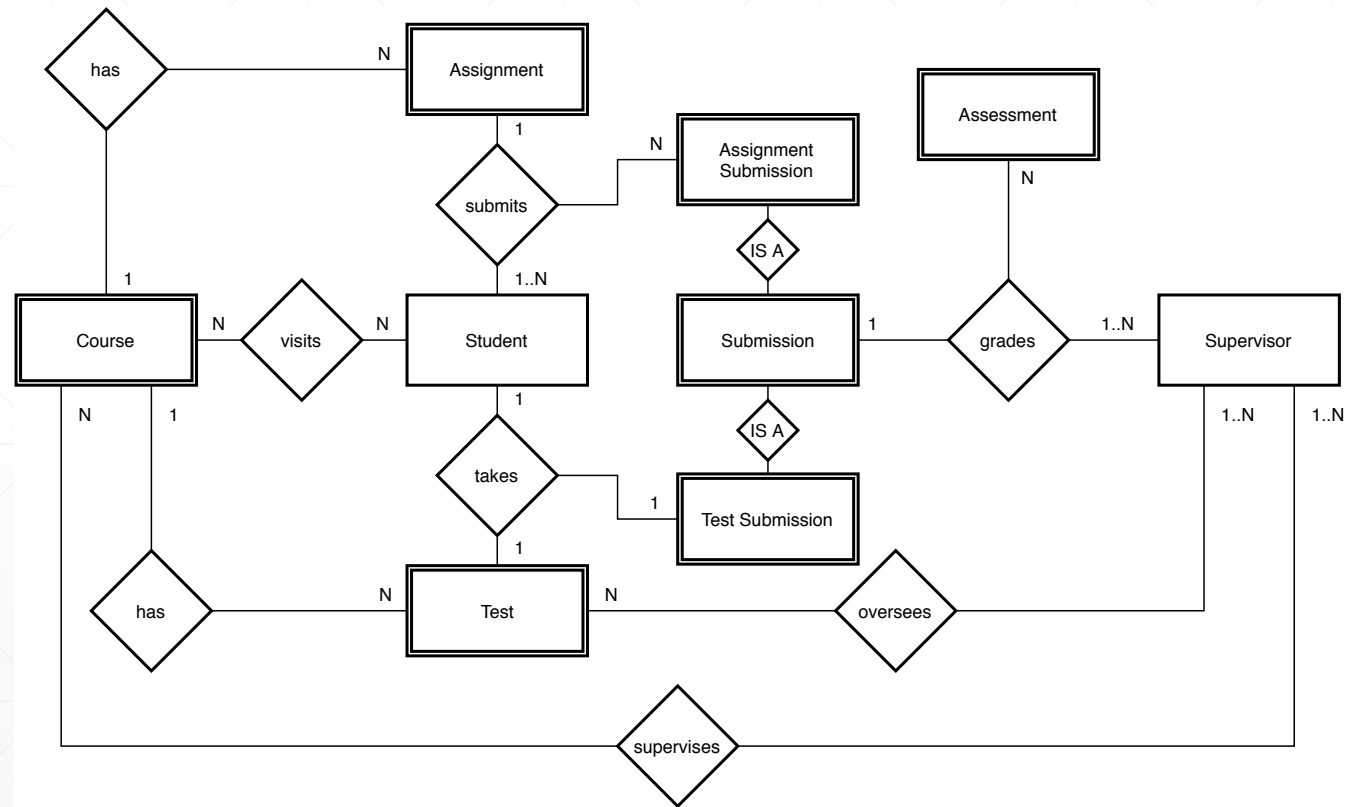 has
N
Assignment
Assessment
1
N
Assignment
Submission
N
submits
IS A
1
1..N
Course
N
visits
N
Student
Submission
1
grades
1..N
Supervisor
N
1
1
1..N
1..N
IS A
takes
1
Test Submission
1
has
N
Test
N
oversees
supervises